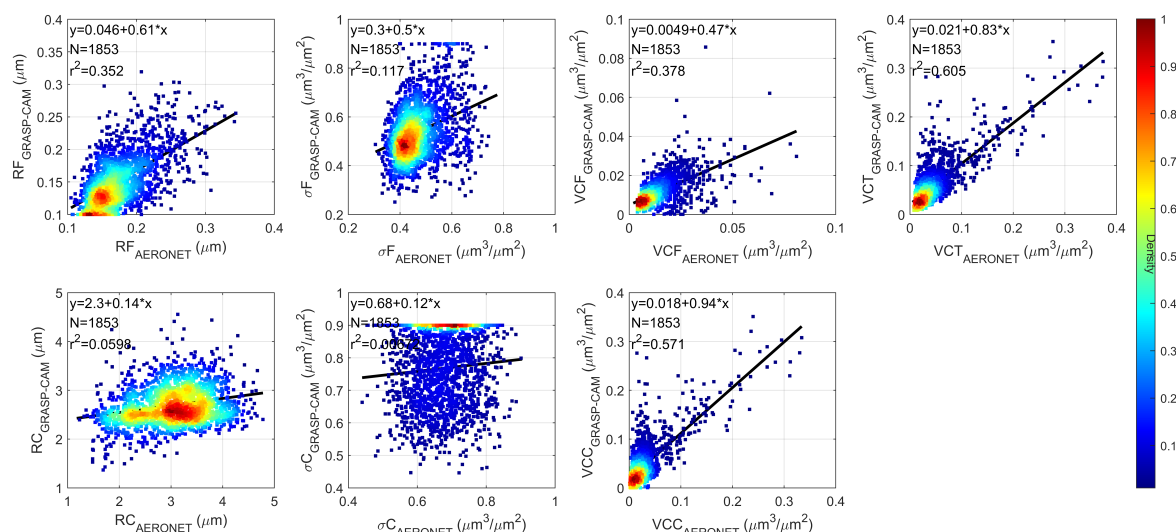 y=0.046+0.61*x
N=1853
r²=0.352
RF_GRASP-CAM (μm)
0.4
0.35
0.3
0.25
0.2
0.15
0.1
0.1 0.2 0.3 0.4
RF_AERONET (μm)
y=0.3+0.5*x
N=1853
r²=0.117
σF_GRASP-CAM (μm³/μm²)
1
0.8
0.6
0.4
0.2
0.2 0.4 0.6 0.8 1
σF_AERONET (μm³/μm²)
y=0.0049+0.47*x
N=1853
r²=0.378
VCF_GRASP-CAM (μm³/μm²)
0.1
0.08
0.06
0.04
0.02
0
0 0.05 0.1
VCF_AERONET (μm³/μm²)
y=0.021+0.83*x
N=1853
r²=0.605
VCT_GRASP-CAM (μm³/μm²)
0.4
0.3
0.2
0.1
0
0 0.1 0.2 0.3 0.4
VCT_AERONET (μm³/μm²)
1
0.9
0.8
0.7
0.6
0.5
0.4
0.3
0.2
0.1
Density
y=2.3+0.14*x
N=1853
r²=0.0598
RC_GRASP-CAM (μm)
5
4
3
2
1
1 2 3 4 5
RC_AERONET (μm)
y=0.68+0.12*x
N=1853
σC_GRASP-CAM (μm³/μm²)
1
0.9
0.8
0.7
0.6
0.5
0.4
0.4 0.6 0.8 1
σC_AERONET (μm³/μm²)
y=0.018+0.94*x
N=1853
r²=0.571
VCC_GRASP-CAM (μm³/μm²)
0.4
0.3
0.2
0.1
0
0 0.1 0.2 0.3 0.4
VCC_AERONET (μm³/μm²)